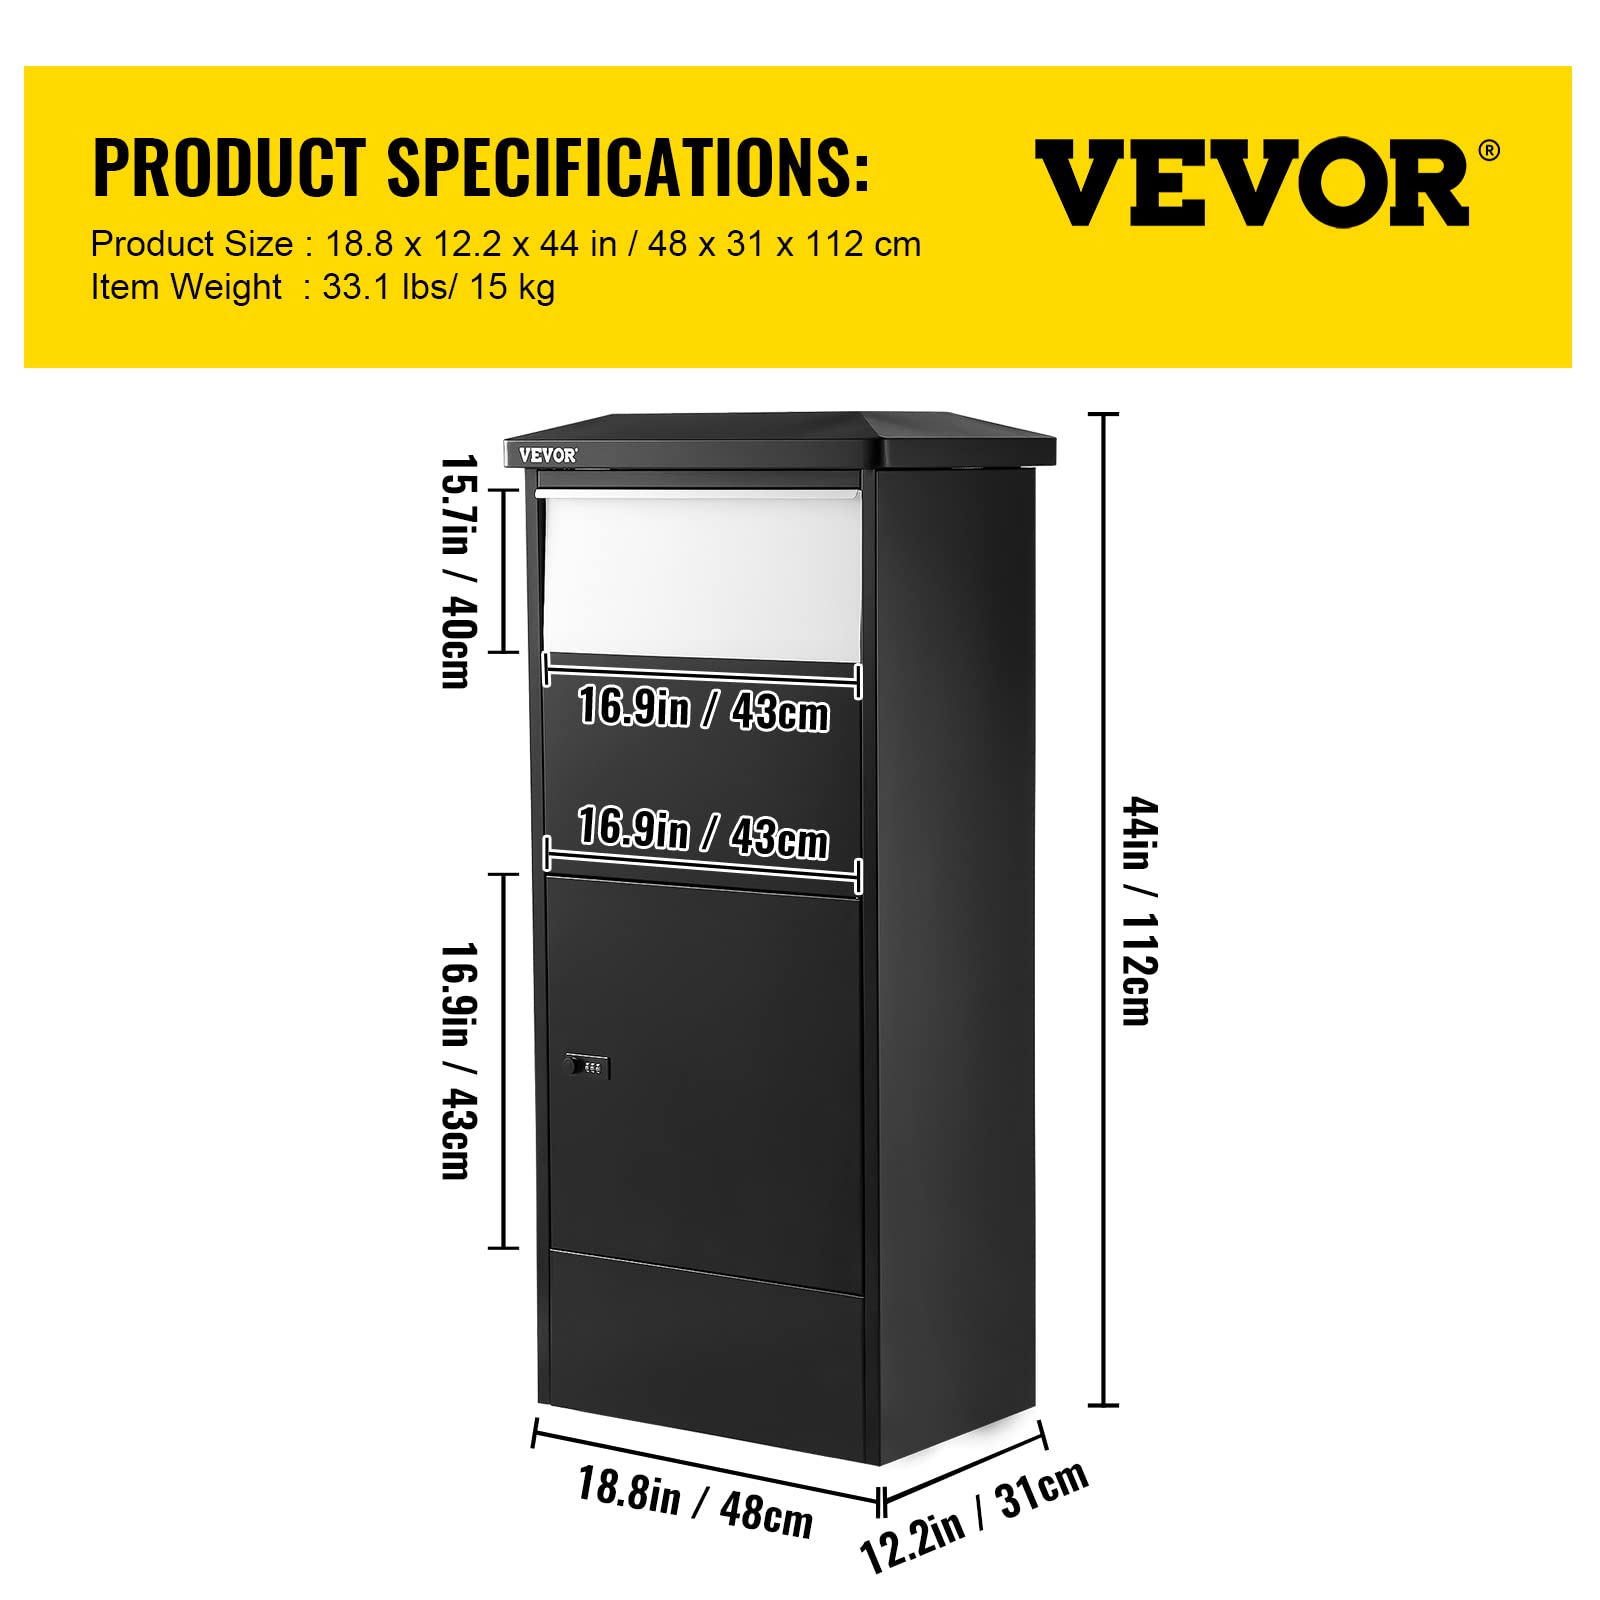 PRODUCT SPECIFICATIONS:
VEVOR®
Product Size : 18.8 x 12.2 x 44 in / 48 x 31 x 112 cm
Item Weight : 33.1 lbs/ 15 kg
VEVOR
15.7in / 40cm
16.9in / 43cm
16.9in / 43cm
16.9in / 43cm
44in / 112cm
18.8in / 48cm
12.2in / 31cm